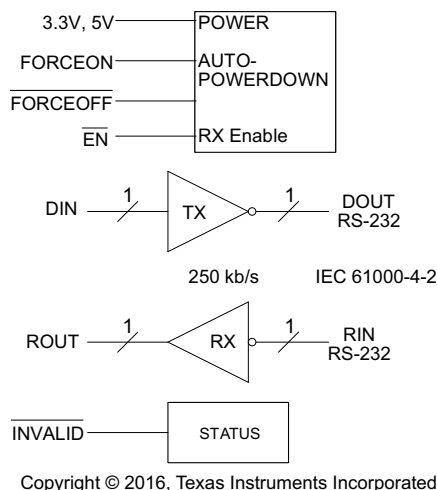 3.3V, 5V POWER
FORCEON AUTO-
POWERDOWN
FORCEOFF
EN RX Enable
DIN 1 TX 1 DOUT
RS-232
250 kb/s IEC 61000-4-2
ROUT 1 RX 1 RIN
RS-232
INVALID STATUS
Copyright © 2016, Texas Instruments Incorporated